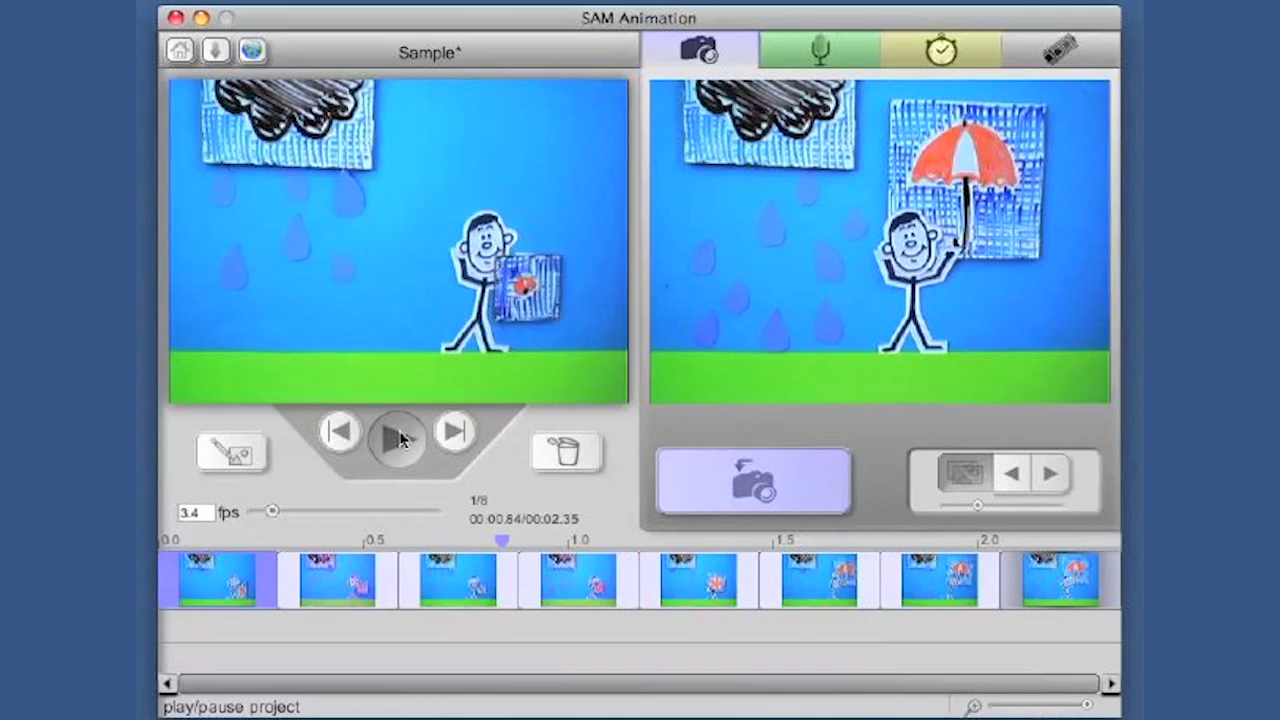 SAM Animation
Sample*
3.4 fps
1/8
00:00.84/00:02.35
0.0 0.5 1.0 1.5 2.0
play/pause project